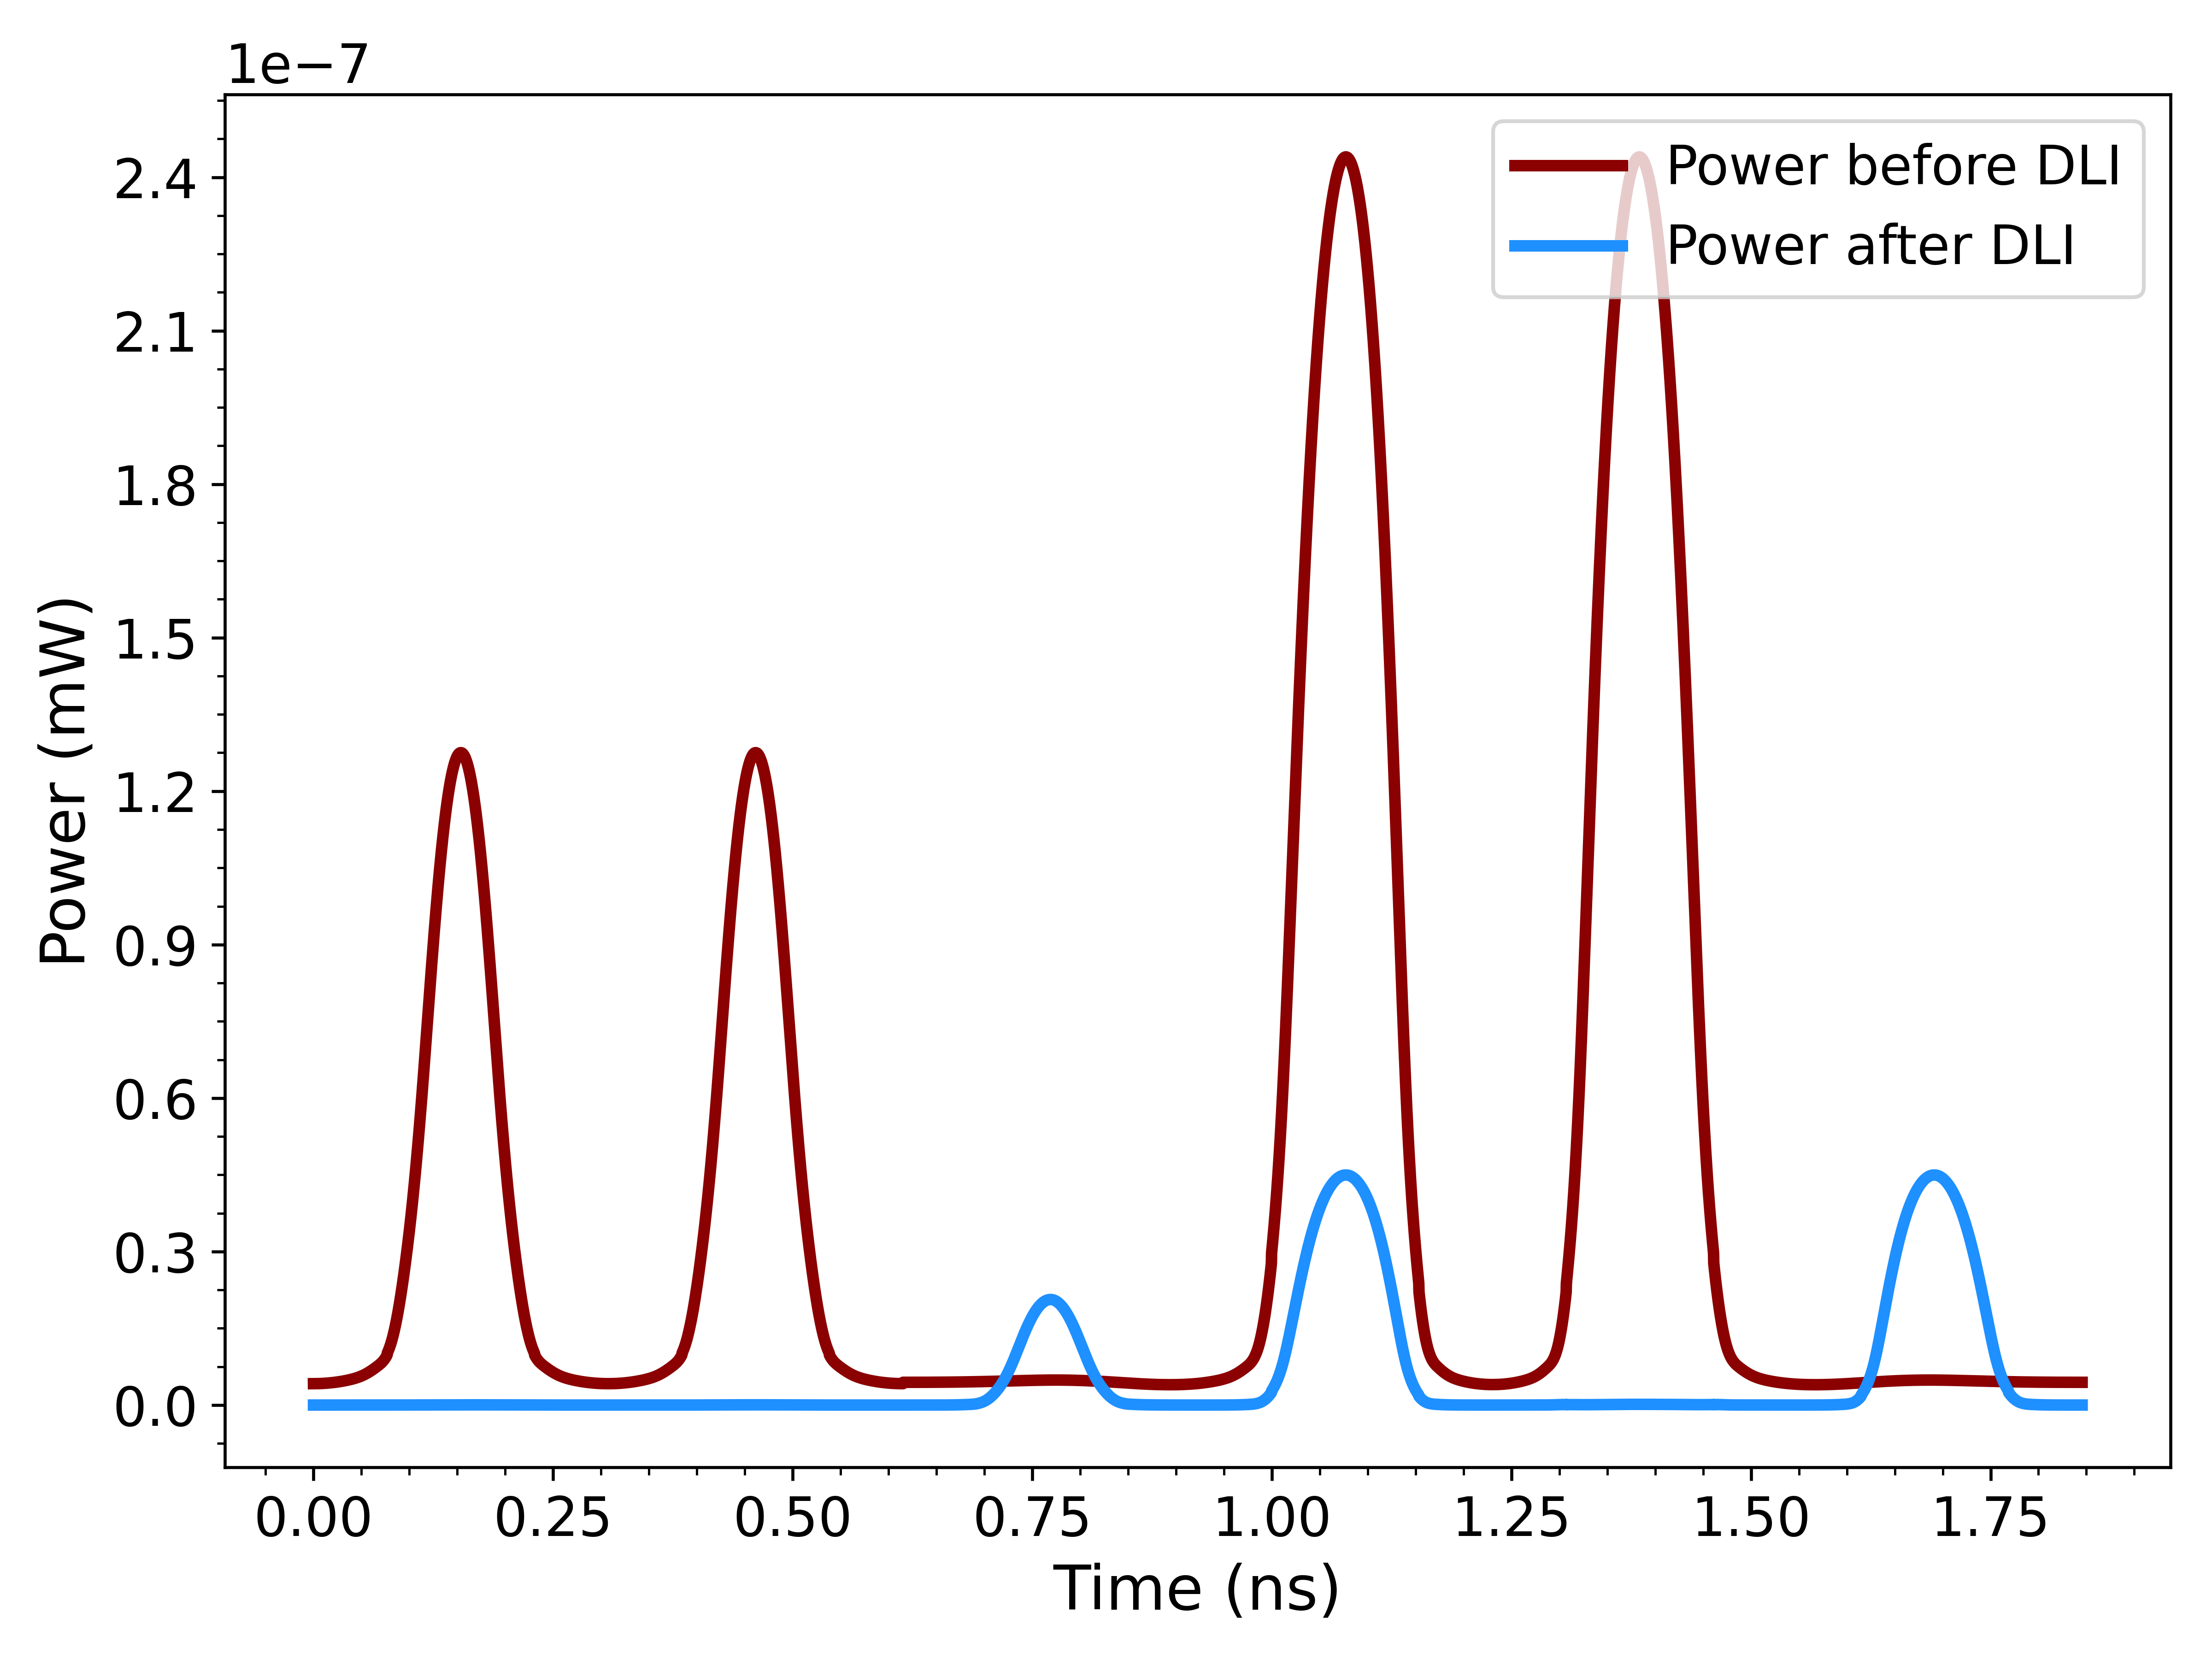 1e−7
Power before DLI
Power after DLI
2.4
2.1
1.8
1.5
1.2
0.9
0.6
0.3
0.0
Power (mW)
0.00 0.25 0.50 0.75 1.00 1.25 1.50 1.75
Time (ns)